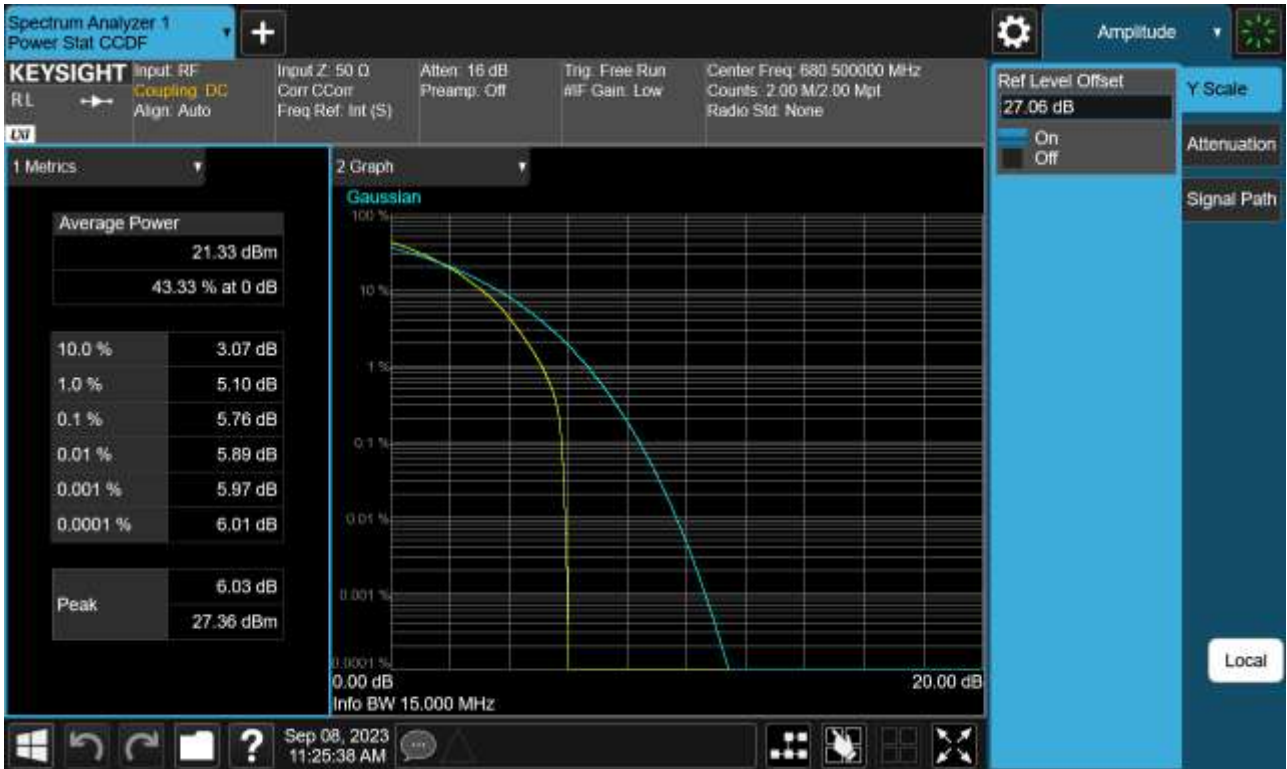 Spectrum Analyzer 1
Power Stat CCDF
+
Amplitude
KEYSIGHT
RL
LXI
Input: RF
Coupling: DC
Align: Auto
Input Z: 50 Ω
Corr CCorr
Freq Ref: Int (S)
Atten: 16 dB
Preamp: Off
Trig: Free Run
#IF Gain: Low
Center Freq: 680.500000 MHz
Counts: 2.00 M/2.00 Mpt
Radio Std: None
Ref Level Offset
27.06 dB
On
Off
Y Scale
Attenuation
Signal Path
Local
1 Metrics
Average Power
21.33 dBm
43.33 % at 0 dB
10.0 % 3.07 dB
1.0 % 5.10 dB
0.1 % 5.76 dB
0.01 % 5.89 dB
0.001 % 5.97 dB
0.0001 % 6.01 dB
Peak
6.03 dB
27.36 dBm
2 Graph
Gaussian
100 %
10 %
1 %
0.1 %
0.01 %
0.001 %
0.0001 %
0.00 dB
20.00 dB
Info BW 15.000 MHz
?
Sep 08, 2023
11:25:38 AM